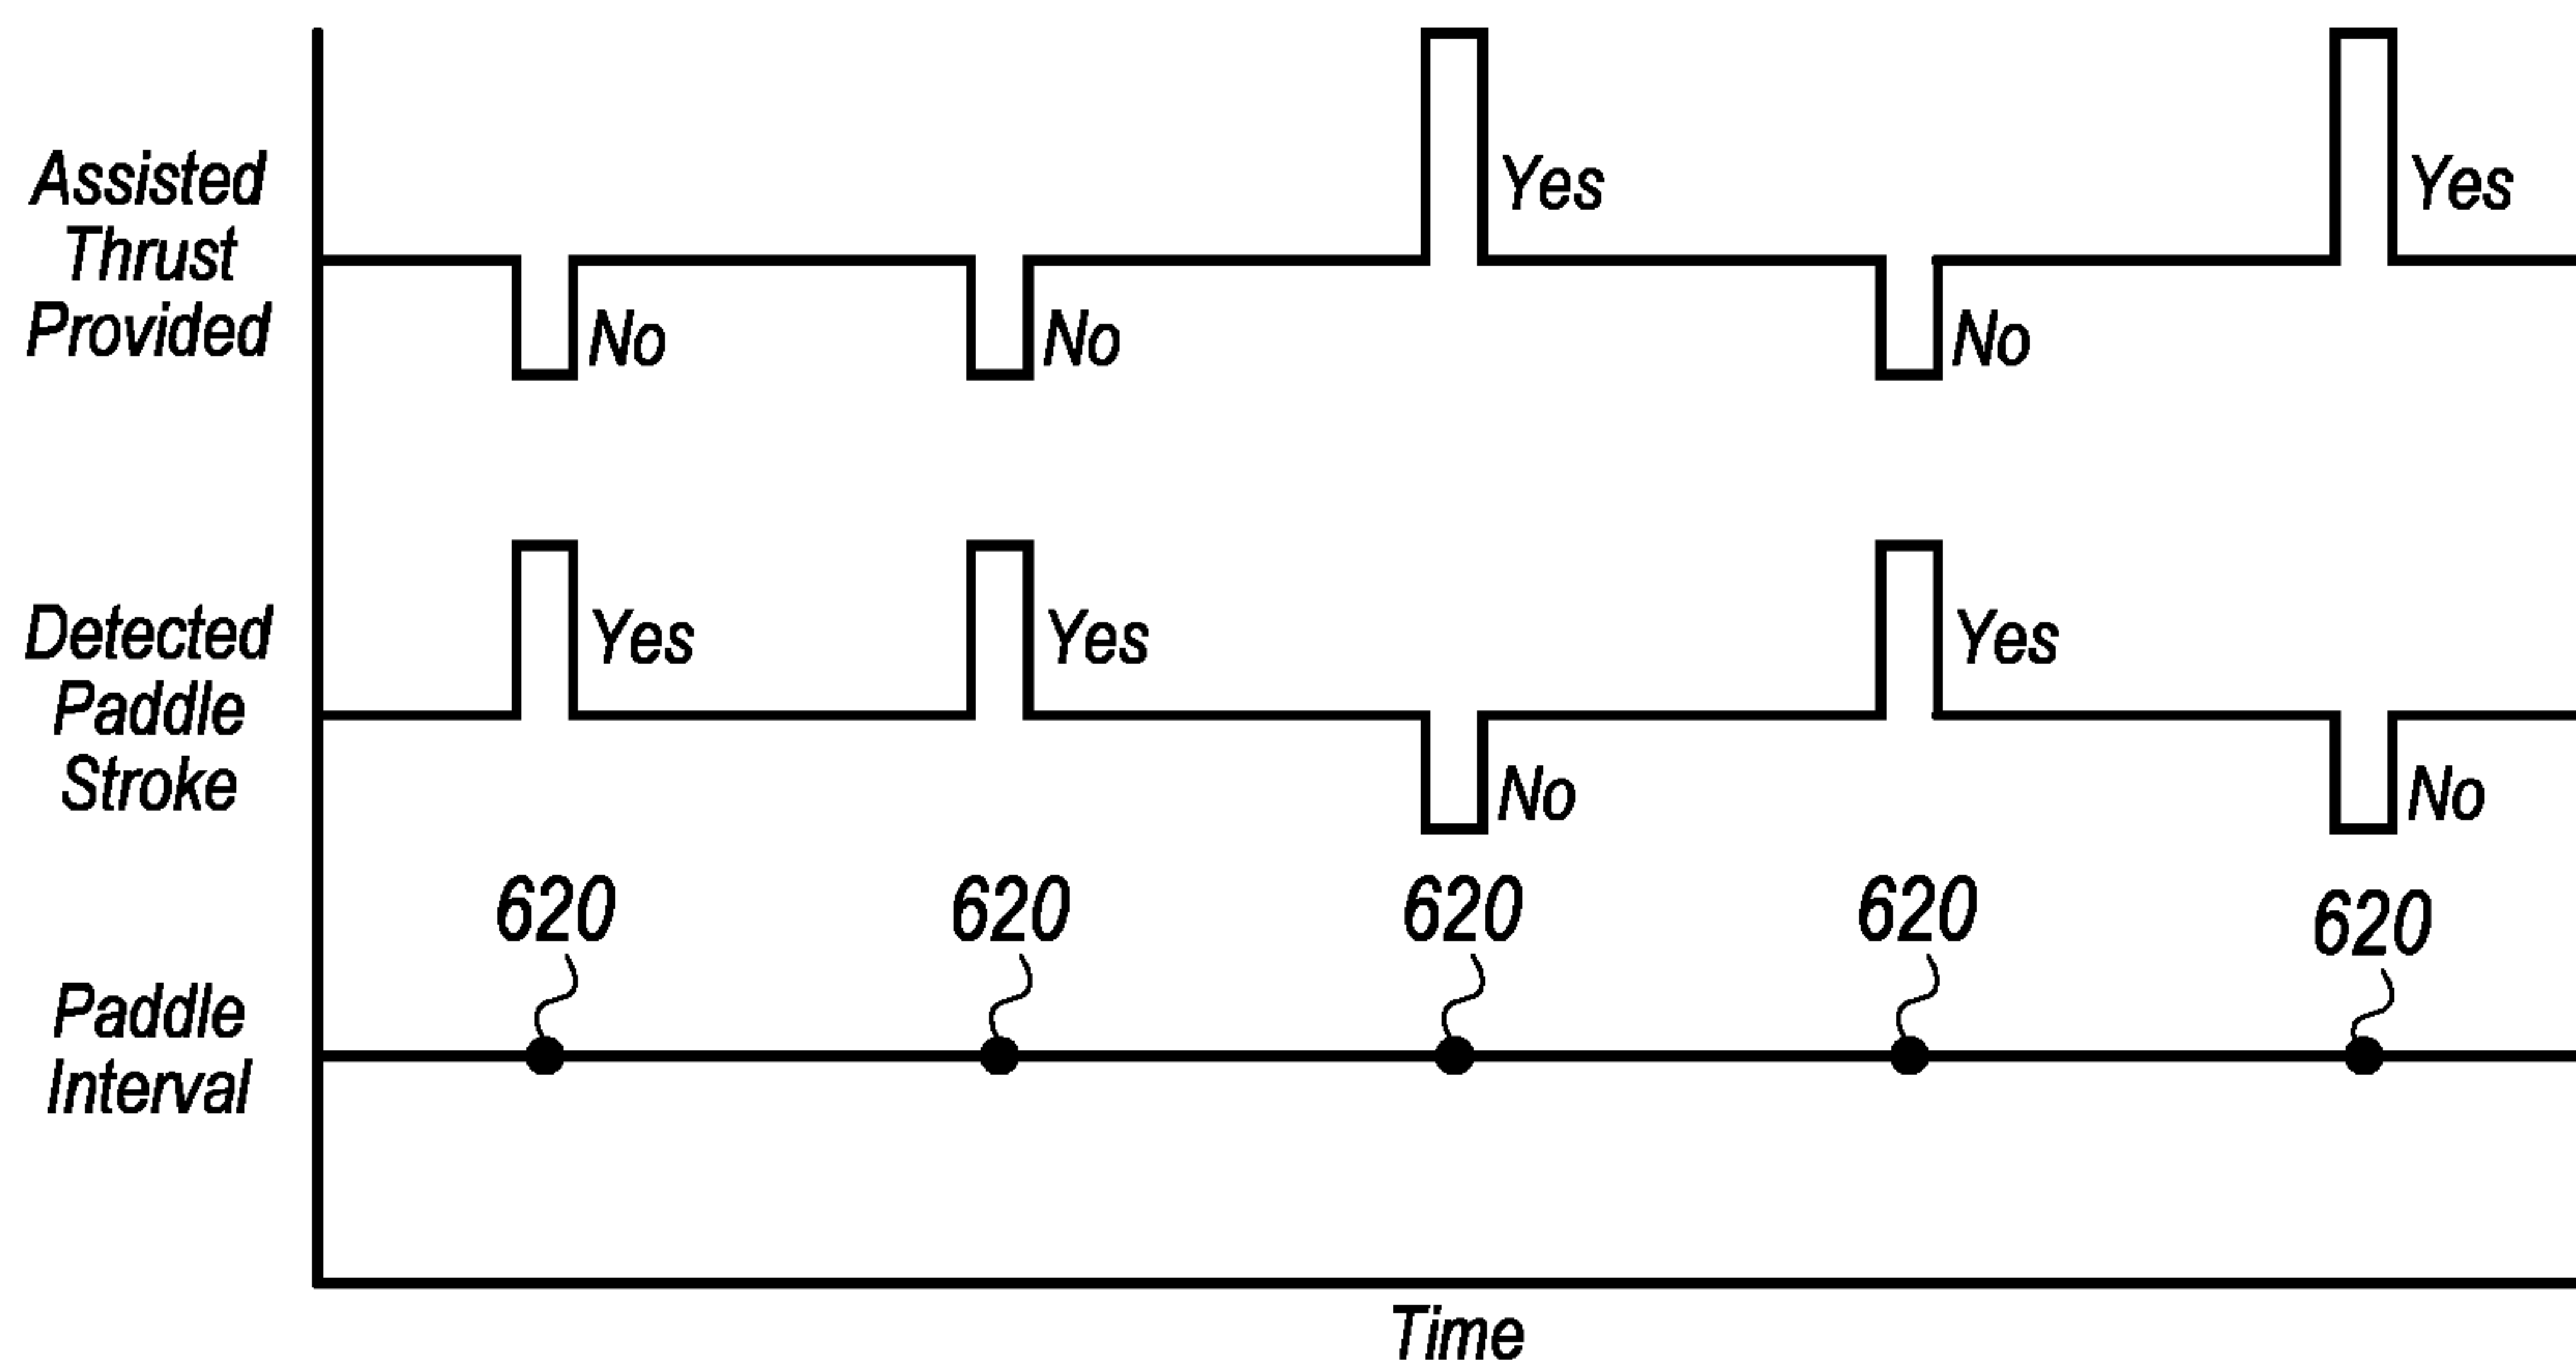 Assisted
Thrust
Provided
No
No
Yes
No
Yes
Detected
Paddle
Stroke
Yes
Yes
No
Yes
No
620
620
620
620
620
Paddle
Interval
Time